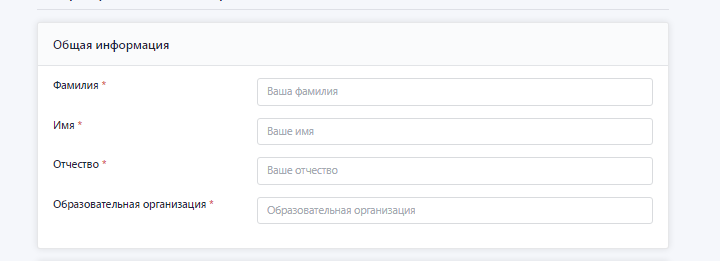 Общая информация
Фамилия *
Ваша фамилия
Имя *
Ваше имя
Отчество *
Ваше отчество
Образовательная организация *
Образовательная организация